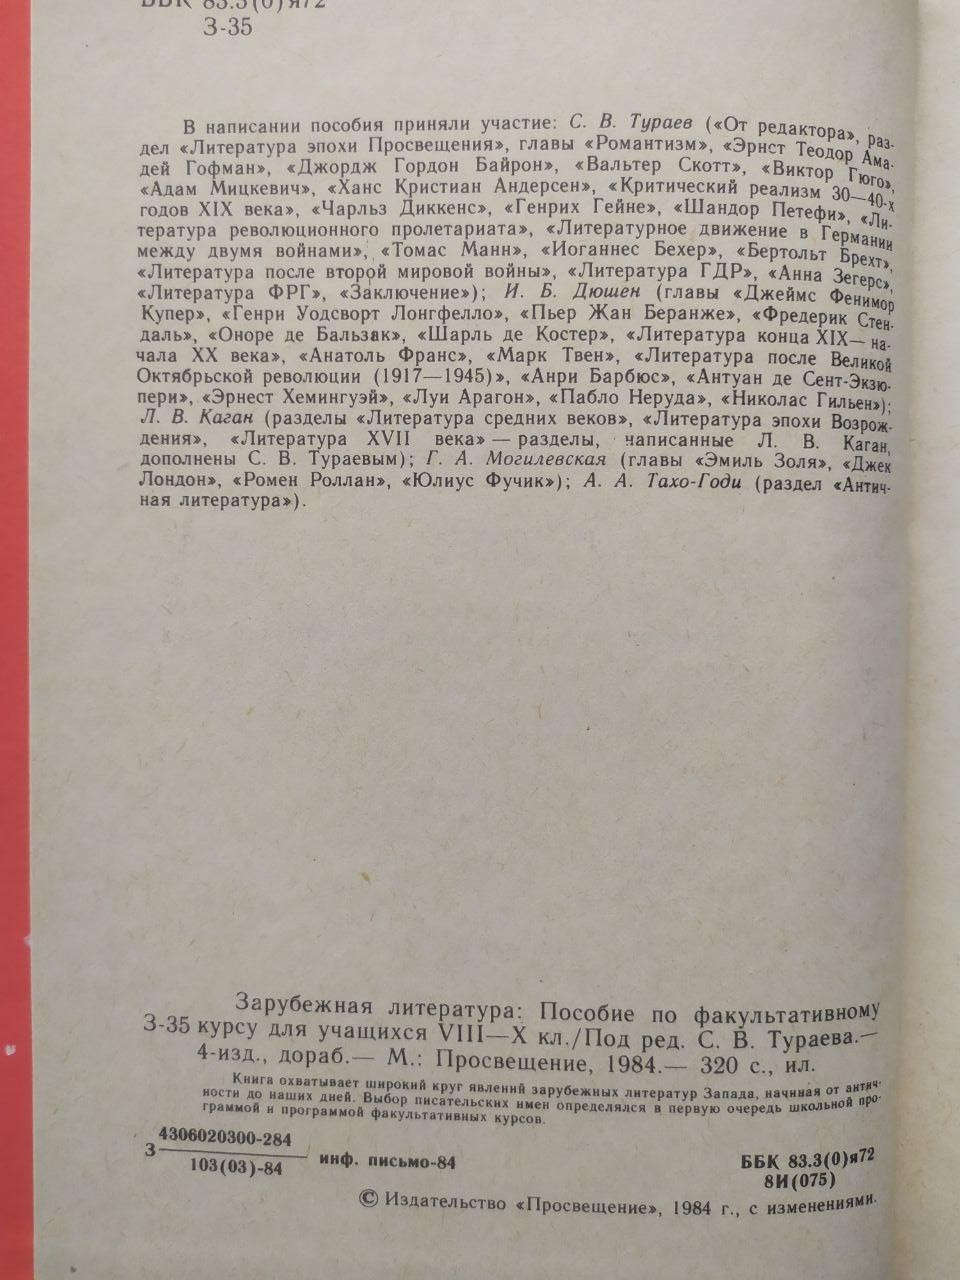 ББК 83.3(0)я72
З-35
В написании пособия приняли участие: С. В. Тураев («От редактора», раз-
дел «Литература эпохи Просвещения», главы «Романтизм», «Эрнст Теодор Ама-
дей Гофман», «Джордж Гордон Байрон», «Вальтер Скотт», «Виктор Гюго»,
«Адам Мицкевич», «Ханс Кристиан Андерсен», «Критический реализм 30—40-х
годов XIX века», «Чарльз Диккенс», «Генрих Гейне», «Шандор Петефи», «Ли-
тература революционного пролетариата», «Литературное движение в Германии
между двумя войнами», «Томас Манн», «Иоганнес Бехер», «Бертольт Брехт»,
«Литература после второй мировой войны», «Литература ГДР», «Анна Зегерс»,
«Литература ФРГ», «Заключение»); И. Б. Дюшен (главы «Джеймс Фенимор
Купер», «Генри Уодсворт Лонгфелло», «Пьер Жан Беранже», «Фредерик Стен-
даль», «Оноре де Бальзак», «Шарль де Костер», «Литература конца XIX— на-
чала XX века», «Анатоль Франс», «Марк Твен», «Литература после Великой
Октябрьской революции (1917—1945)», «Анри Барбюс», «Антуан де Сент-Экзю-
пери», «Эрнест Хемингуэй», «Луи Арагон», «Пабло Неруда», «Николас Гильен»);
Л. В. Каган (разделы «Литература средних веков», «Литература эпохи Возрож-
дения», «Литература XVII века» — разделы, написанные Л. В. Каган,
дополнены С. В. Тураевым); Г. А. Могилевская (главы «Эмиль Золя», «Джек
Лондон», «Ромен Роллан», «Юлиус Фучик»); А. А. Тахо-Годи (раздел «Антич-
ная литература»).
Зарубежная литература: Пособие по факультативному
З-35 курсу для учащихся VIII—X кл./Под ред. С. В. Тураева.—
4-изд., дораб.— М.: Просвещение, 1984.— 320 с., ил.
Книга охватывает широкий круг явлений зарубежных литератур Запада, начиная от антич-
ности до наших дней. Выбор писательских имен определялся в первую очередь школьной про-
граммой и программой факультативных курсов.
З 4306020300-284
103(03)-84 инф. письмо-84
ББК 83.3(0)я72
8И(075)
© Издательство «Просвещение», 1984 г., с изменениями.